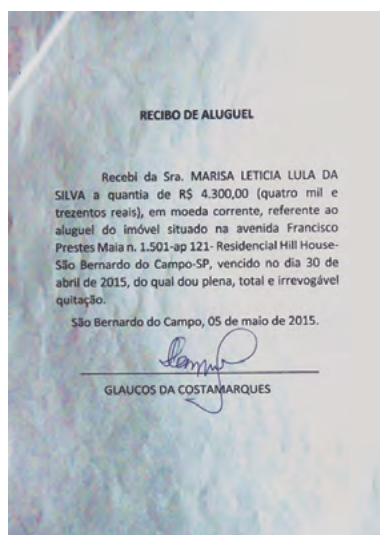 RECIBO DE ALUGUEL
Recebi da Sra. MARISA LETICIA LULA DA
SILVA a quantia de R$ 4.300,00 (quatro mil e
trezentos reais), em moeda corrente, referente ao
aluguel do imóvel situado na avenida Francisco
Prestes Maia n. 1.501-ap 121- Residencial Hill House-
São Bernardo do Campo-SP, vencido no dia 30 de
abril de 2015, do qual dou plena, total e irrevogável
quitação.
São Bernardo do Campo, 05 de maio de 2015.
GLAUCOS DA COSTAMARQUES